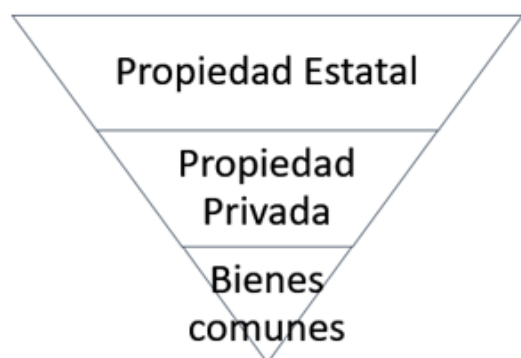 Propiedad Estatal
Propiedad
Privada
Bienes
comunes